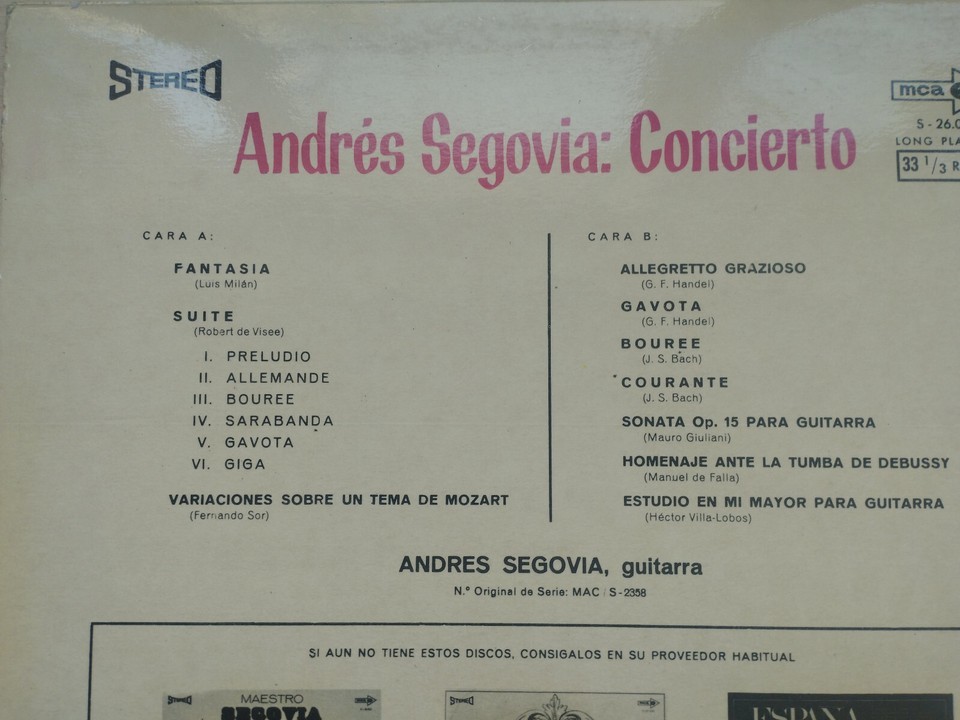 STEREO
mca
Andrés Segovia: Concierto
S - 26.0
LONG PLA
33 1/3 R
CARA A:
FANTASIA
(Luis Milán)
SUITE
(Robert de Visee)
I. PRELUDIO
II. ALLEMANDE
III. BOUREE
IV. SARABANDA
V. GAVOTA
VI. GIGA
VARIACIONES SOBRE UN TEMA DE MOZART
(Fernando Sor)
CARA B:
ALLEGRETTO GRAZIOSO
(G. F. Handel)
GAVOTA
(G. F. Handel)
BOUREE
(J. S. Bach)
COURANTE
(J. S. Bach)
SONATA Op. 15 PARA GUITARRA
(Mauro Giuliani)
HOMENAJE ANTE LA TUMBA DE DEBUSSY
(Manuel de Falla)
ESTUDIO EN MI MAYOR PARA GUITARRA
(Héctor Villa-Lobos)
ANDRES SEGOVIA, guitarra
N.º Original de Serie: MAC S-2358
SI AUN NO TIENE ESTOS DISCOS, CONSIGALOS EN SU PROVEEDOR HABITUAL
STEREO
MAESTRO
SEGOVIA
STEREO
ESPAÑA